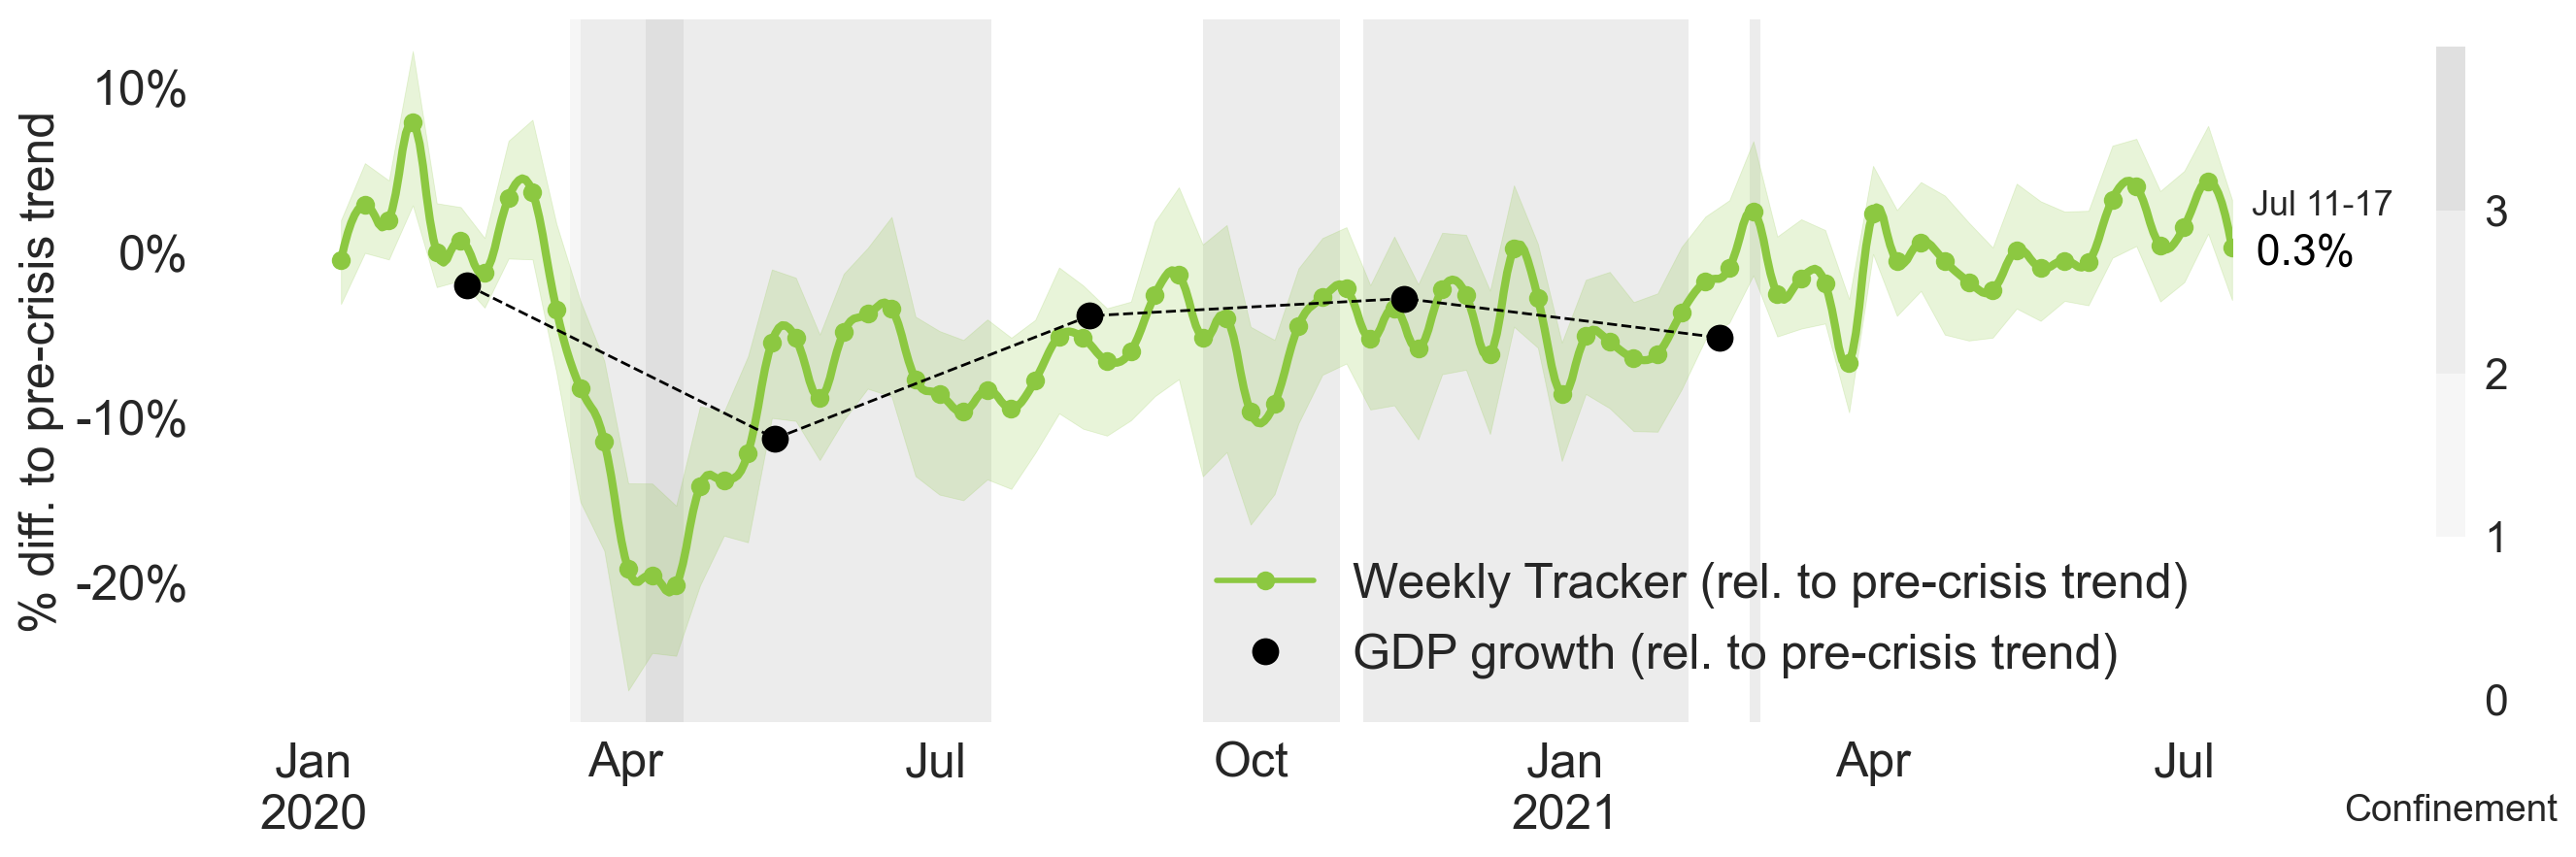 % diff. to pre-crisis trend
10%
0%
-10%
-20%
Jul 11-17
0.3%
Weekly Tracker (rel. to pre-crisis trend)
GDP growth (rel. to pre-crisis trend)
Jan
2020
Apr
Jul
Oct
Jan
2021
Apr
Jul
3
2
1
0
Confinement